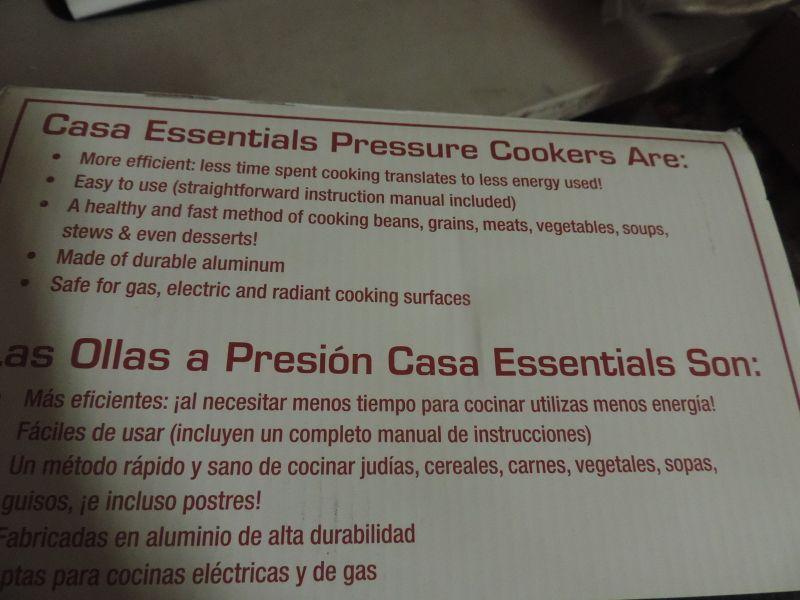 Casa Essentials Pressure Cookers Are:
• More efficient: less time spent cooking translates to less energy used!
• Easy to use (straightforward instruction manual included)
• A healthy and fast method of cooking beans, grains, meats, vegetables, soups,
stews & even desserts!
• Made of durable aluminum
• Safe for gas, electric and radiant cooking surfaces
as Ollas a Presión Casa Essentials Son:
Más eficientes: ¡al necesitar menos tiempo para cocinar utilizas menos energía!
Fáciles de usar (incluyen un completo manual de instrucciones)
Un método rápido y sano de cocinar judías, cereales, carnes, vegetales, sopas,
guisos, ¡e incluso postres!
Fabricadas en aluminio de alta durabilidad
ptas para cocinas eléctricas y de gas